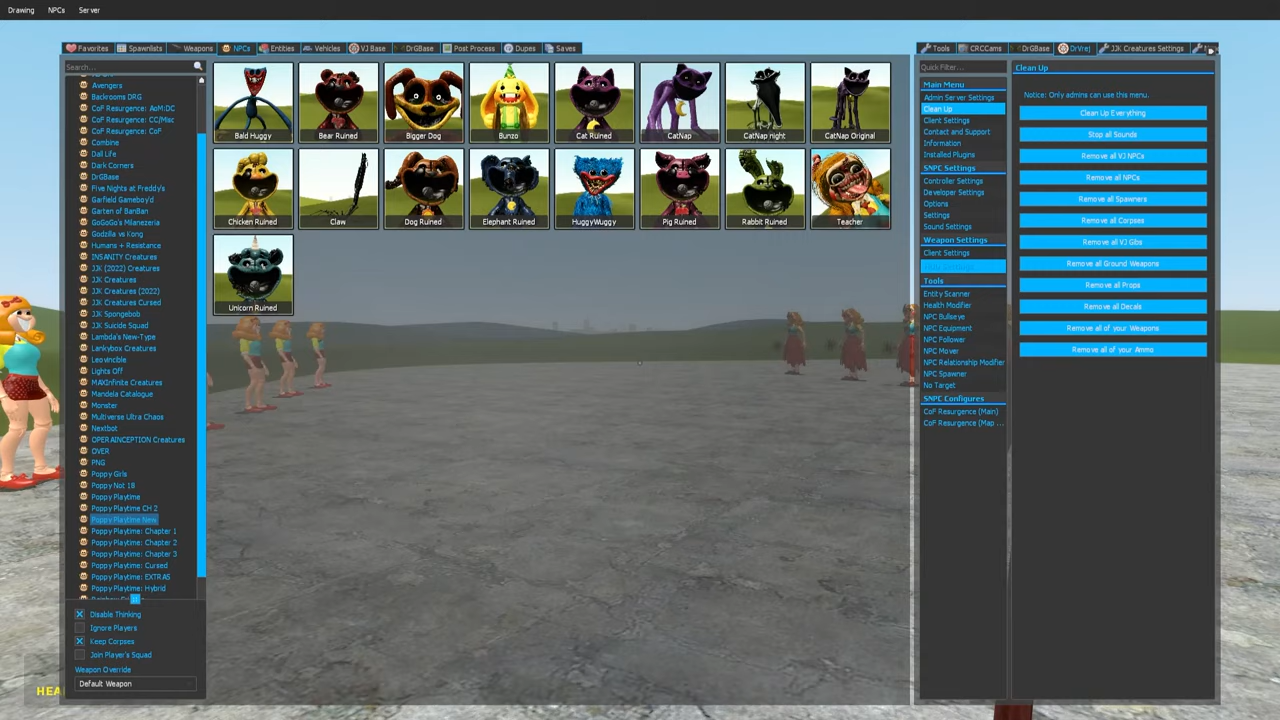 Drawing NPCs Server
Favorites Spawnlists Weapons NPCs Entities Vehicles VJ Base DrGBase Post Process Dupes Saves
Search...
Avengers
Backrooms DRG
CoF Resurgence: AoM:DC
CoF Resurgence: CC/Misc
CoF Resurgence: CoF
Combine
Dall Life
Dark Corners
DrGBase
Five Nights at Freddy's
Garfield Gameboy'd
Garten of BanBan
GoGoGo's Milanezeria
Godzilla vs Kong
Humans + Resistance
INSANITY Creatures
JJK (2022) Creatures
JJK Creatures
JJK Creatures (2022)
JJK Creatures Cursed
JJK Spongebob
JJK Suicide Squad
Lambda's New-Type
Lankybox Creatures
Leovincible
Lights Off
MAXInfinite Creatures
Mandela Catalogue
Monster
Multiverse Ultra Chaos
Nextbot
OPERAINCEPTION Creatures
OVER
PNG
Poppy Girls
Poppy Not 18
Poppy Playtime
Poppy Playtime CH 2
Poppy Playtime New
Poppy Playtime: Chapter 1
Poppy Playtime: Chapter 2
Poppy Playtime: Chapter 3
Poppy Playtime: Cursed
Poppy Playtime: EXTRAS
Poppy Playtime: Hybrid
Disable Thinking
Ignore Players
Keep Corpses
Join Player's Squad
Weapon Override
Default Weapon
HEA
Bald Huggy Bear Ruined Bigger Dog Bunzo Cat Ruined CatNap CatNap night CatNap Original
Chicken Ruined Claw Dog Ruined Elephant Ruined HuggyWuggy Pig Ruined Rabbit Ruined Teacher
Unicorn Ruined
Tools CRCCams DrGBase DrVrej JJK Creatures Settings
Quick Filter...
Main Menu
Admin Server Settings
Clean Up
Client Settings
Contact and Support
Information
Installed Plugins
SNPC Settings
Controller Settings
Developer Settings
Options
Settings
Sound Settings
Weapon Settings
Client Settings
Tools
Entity Scanner
Health Modifier
NPC Bullseye
NPC Equipment
NPC Follower
NPC Mover
NPC Relationship Modifier
NPC Spawner
No Target
SNPC Configures
CoF Resurgence (Main)
CoF Resurgence (Map ...
Clean Up
Notice: Only admins can use this menu.
Clean Up Everything
Stop all Sounds
Remove all VJ NPCs
Remove all NPCs
Remove all Spawners
Remove all Corpses
Remove all VJ Gibs
Remove all Ground Weapons
Remove all Props
Remove all Decals
Remove all of your Weapons
Remove all of your Ammo